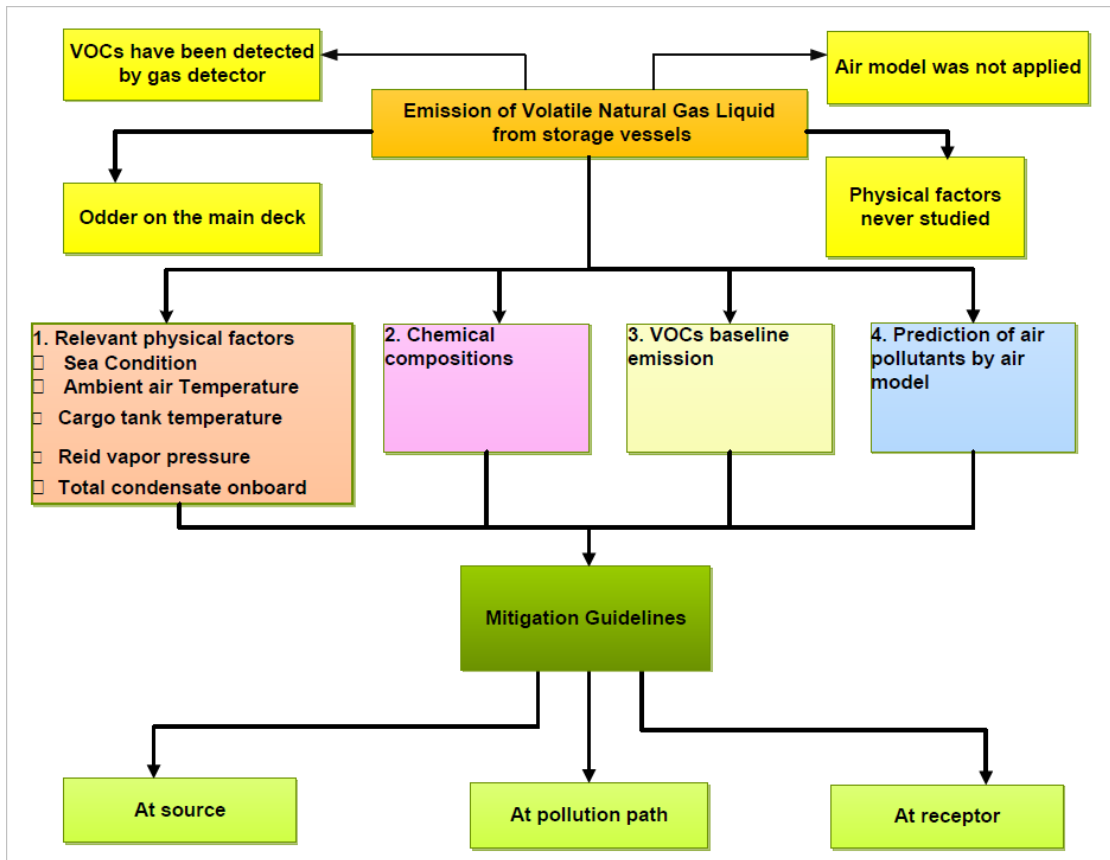 VOCs have been detected
by gas detector
Air model was not applied
Emission of Volatile Natural Gas Liquid
from storage vessels
Odder on the main deck
Physical factors
never studied
1. Relevant physical factors
Sea Condition
Ambient air Temperature
Cargo tank temperature
Reid vapor pressure
Total condensate onboard
2. Chemical
compositions
3. VOCs baseline
emission
4. Prediction of air
pollutants by air
model
Mitigation Guidelines
At source
At pollution path
At receptor